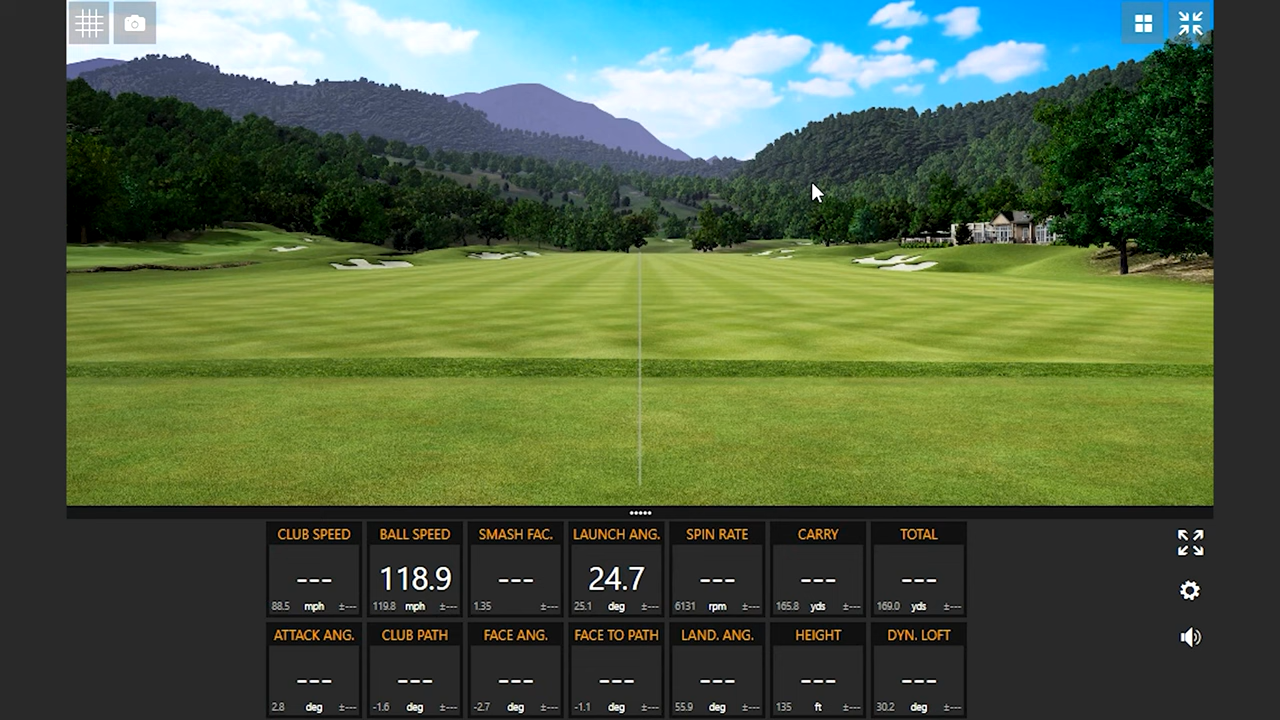 CLUB SPEED BALL SPEED SMASH FAC. LAUNCH ANG. SPIN RATE CARRY TOTAL
--- 118.9 --- 24.7 --- --- ---
88.5 mph ±--- 119.8 mph ±--- 1.35 ±--- 25.1 deg ±--- 6131 rpm ±--- 165.8 yds ±--- 169.0 yds ±---
ATTACK ANG. CLUB PATH FACE ANG. FACE TO PATH LAND. ANG. HEIGHT DYN. LOFT
--- --- --- --- --- --- ---
2.8 deg ±--- -1.6 deg ±--- -2.7 deg ±--- -1.1 deg ±--- 55.9 deg ±--- 135 ft ±--- 30.2 deg ±---